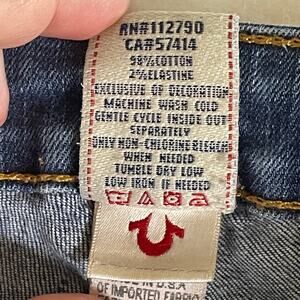 RN#112790
CA#57414
98%COTTON
2%ELASTINE
EXCLUSIVE OF DECORATION
MACHINE WASH COLD
GENTLE CYCLE INSIDE OUT
SEPARATELY
ONLY NON-CHLORINE BLEACH
WHEN NEEDED
TUMBLE DRY LOW
LOW IRON IF NEEDED
MADE IN U.S.A
OF IMPORTED FABRIC